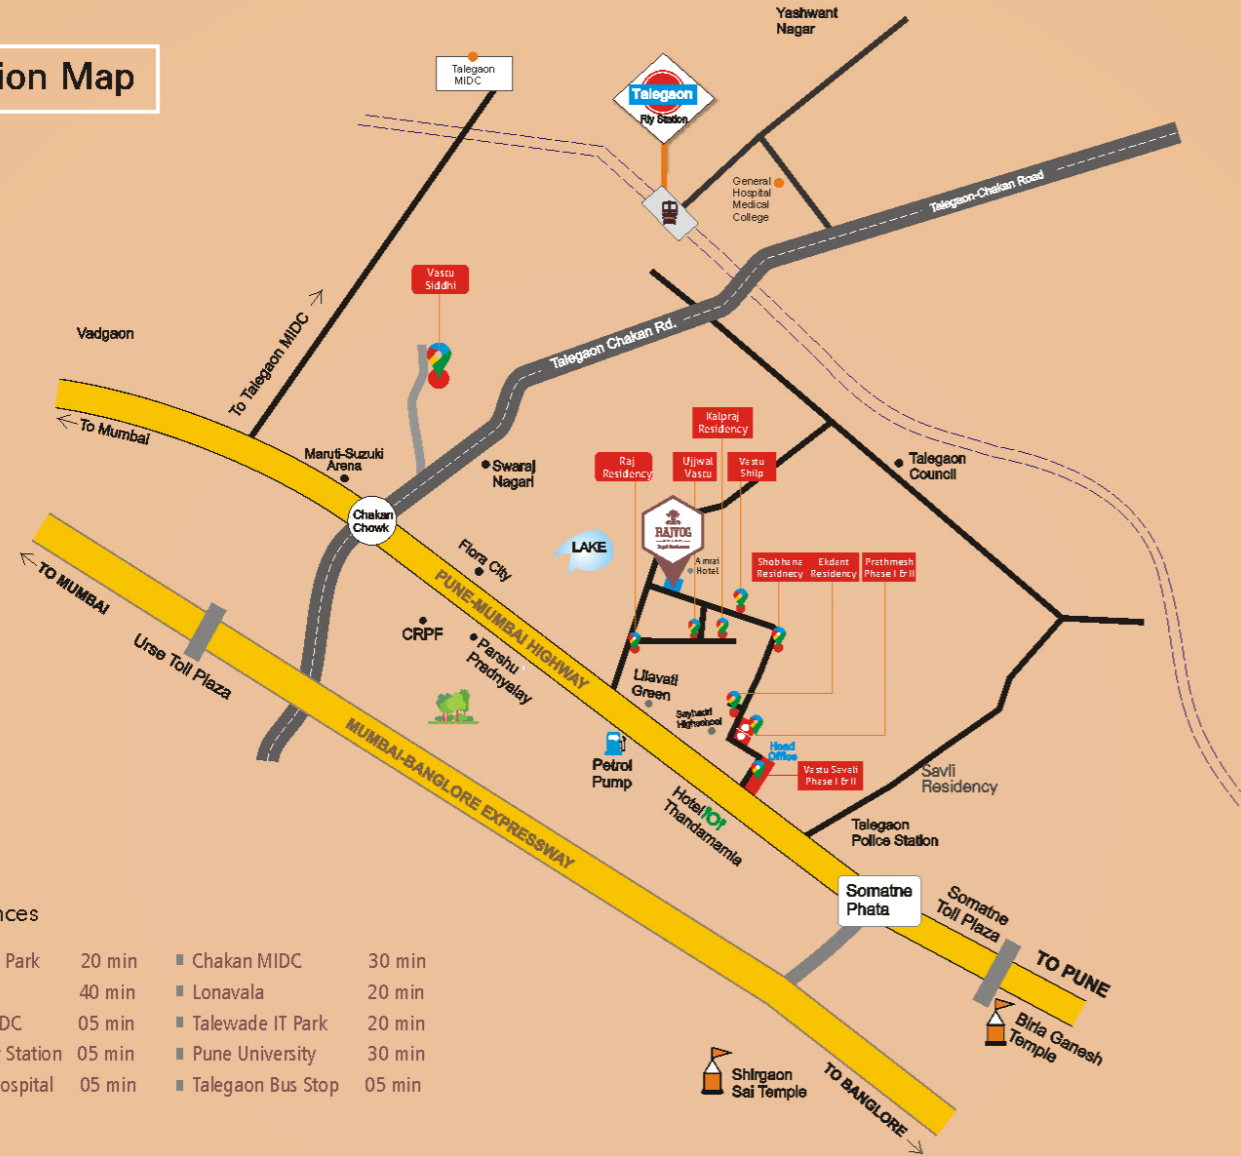 Yashwant
Nagar
ion Map
Talegaon
MIDC
Talegaon
Rly Station
General
Hospital
Medical
College
Talegaon-Chakan Road
Vastu
Siddhi
Vadgaon
To Talegaon MIDC
Talegaon Chakan Rd.
To Mumbai
Kalpraj
Residency
Maruti-Suzuki
Arena
Swaraj
Nagari
Raj
Residency
Ujjwal
Vastu
Vastu
Shilp
Talegaon
Council
Chakan
Chowk
RAJYOG
LAKE
Flora City
Amrai
Hotel
Shobhana
Residnecy
Ekdant
Residency
Prathmesh
Phase I & II
TO MUMBAI
PUNE-MUMBAI HIGHWAY
CRPF
Urse Toll Plaza
Parshu
Pradnyalay
Lilavati
Green
Sayhadri
Highschool
MUMBAI-BANGLORE EXPRESSWAY
Petrol
Pump
Head
Office
Vastu Savali
Phase I & II
Savli
Residency
Hotel
Thandamamla
Talegaon
Police Station
Somatne
Phata
Somatne
Toll Plaza
TO PUNE
nces
Park 20 min
40 min
DC 05 min
Station 05 min
ospital 05 min
Chakan MIDC 30 min
Lonavala 20 min
Talewade IT Park 20 min
Pune University 30 min
Talegaon Bus Stop 05 min
Birla Ganesh
Temple
Shirgaon
Sai Temple
TO BANGLORE